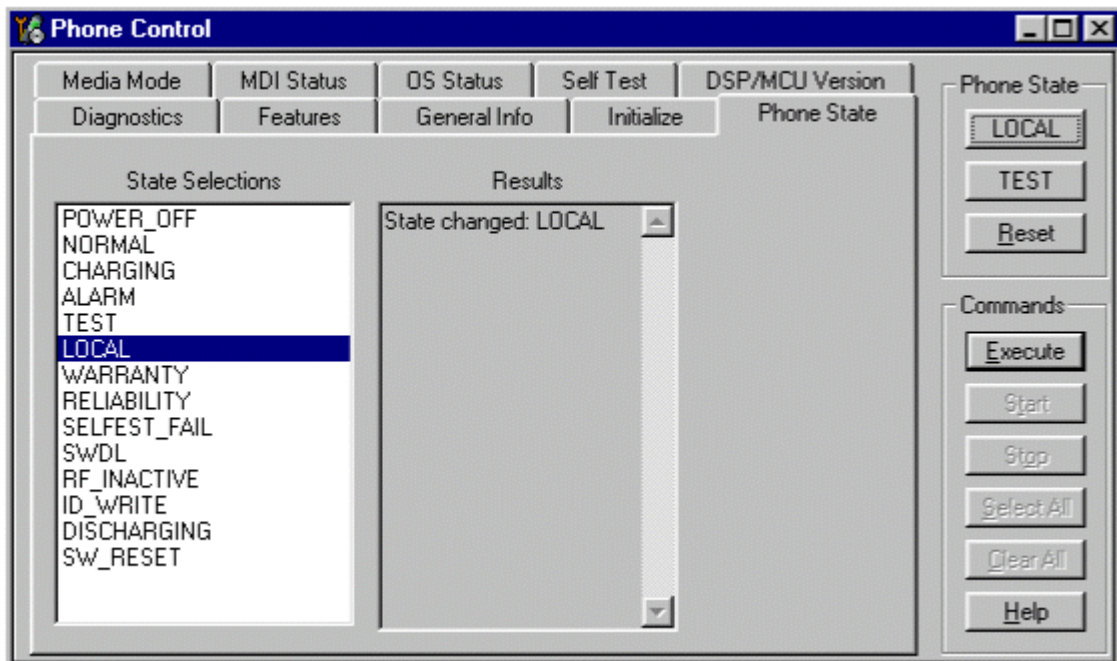 Phone Control
Media Mode
MDI Status
OS Status
Self Test
DSP/MCU Version
Diagnostics
Features
General Info
Initialize
Phone State
State Selections
POWER_OFF
NORMAL
CHARGING
ALARM
TEST
LOCAL
WARRANTY
RELIABILITY
SELFEST_FAIL
SWDL
RF_INACTIVE
ID_WRITE
DISCHARGING
SW_RESET
Results
State changed: LOCAL
Phone State
LOCAL
TEST
Reset
Commands
Execute
Start
Stop
Select All
Clear All
Help